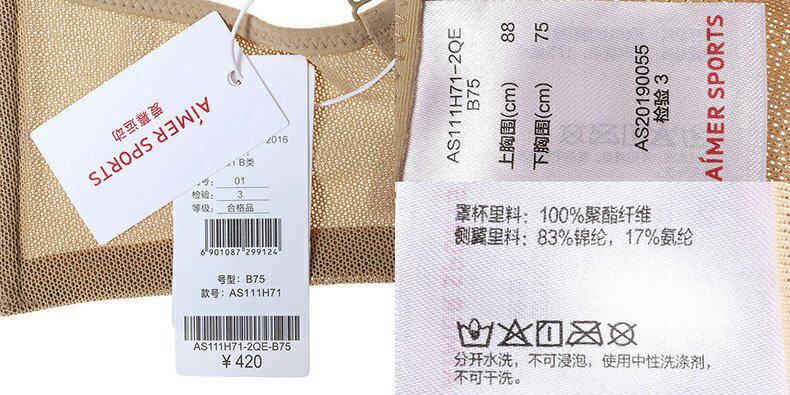 AiMER SPORTS
爱慕运动
2016
B类
01
检验: 3
等级: 合格品
6 901087 299124
号型: B75
款号: AS111H71
AS111H71-2QE-B75
¥ 420
AS111H71-2QE
B75
上胸围(cm) 88
下胸围(cm) 75
AS20190055
检验 3
AiMER SPORTS
罩杯里料: 100%聚酯纤维
侧翼里料: 83%锦纶, 17%氨纶
分开水洗, 不可浸泡, 使用中性洗涤剂,
不可干洗。